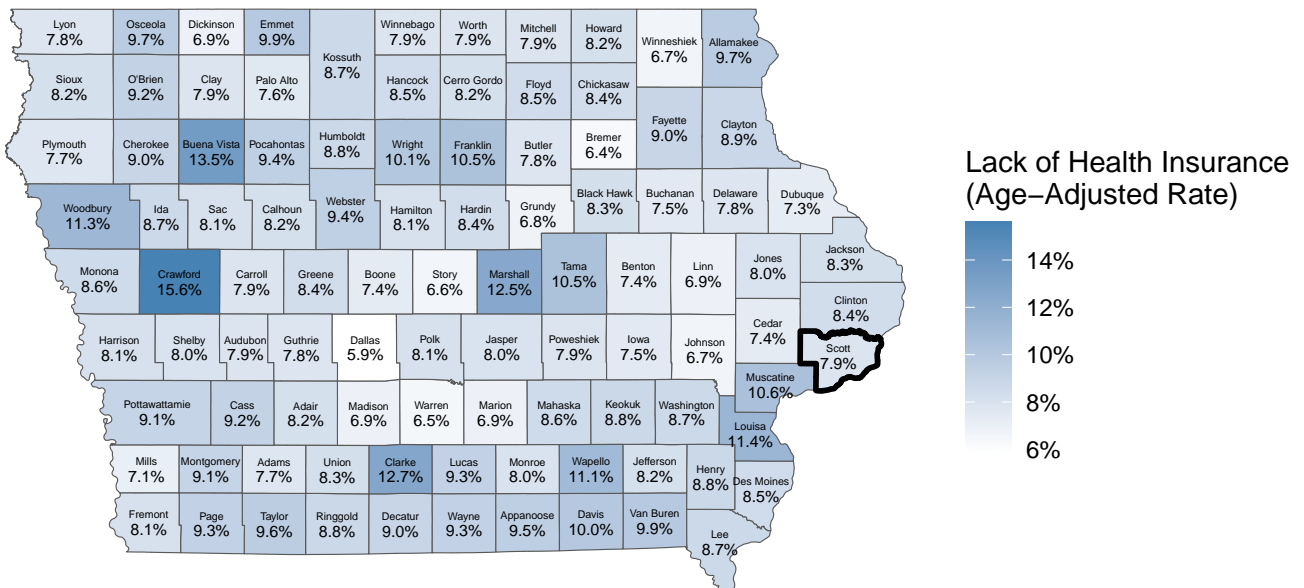 Lyon
7.8%
Osceola
9.7%
Dickinson
6.9%
Emmet
9.9%
Kossuth
8.7%
Winnebago
7.9%
Worth
7.9%
Mitchell
7.9%
Howard
8.2%
Winneshiek
6.7%
Allamakee
9.7%
Sioux
8.2%
O'Brien
9.2%
Clay
7.9%
Palo Alto
7.6%
Hancock
8.5%
Cerro Gordo
8.2%
Floyd
8.5%
Chickasaw
8.4%
Fayette
9.0%
Clayton
8.9%
Plymouth
7.7%
Cherokee
9.0%
Buena Vista
13.5%
Pocahontas
9.4%
Humboldt
8.8%
Wright
10.1%
Franklin
10.5%
Butler
7.8%
Bremer
6.4%
Woodbury
11.3%
Ida
8.7%
Sac
8.1%
Calhoun
8.2%
Webster
9.4%
Hamilton
8.1%
Hardin
8.4%
Grundy
6.8%
Black Hawk
8.3%
Buchanan
7.5%
Delaware
7.8%
Dubuque
7.3%
Monona
8.6%
Crawford
15.6%
Carroll
7.9%
Greene
8.4%
Boone
7.4%
Story
6.6%
Marshall
12.5%
Tama
10.5%
Benton
7.4%
Linn
6.9%
Jones
8.0%
Jackson
8.3%
Clinton
8.4%
Harrison
8.1%
Shelby
8.0%
Audubon
7.9%
Guthrie
7.8%
Dallas
5.9%
Polk
8.1%
Jasper
8.0%
Poweshiek
7.9%
Iowa
7.5%
Johnson
6.7%
Cedar
7.4%
Scott
7.9%
Muscatine
10.6%
Pottawattamie
9.1%
Cass
9.2%
Adair
8.2%
Madison
6.9%
Warren
6.5%
Marion
6.9%
Mahaska
8.6%
Keokuk
8.8%
Washington
8.7%
Louisa
11.4%
Mills
7.1%
Montgomery
9.1%
Adams
7.7%
Union
8.3%
Clarke
12.7%
Lucas
9.3%
Monroe
8.0%
Wapello
11.1%
Jefferson
8.2%
Henry
8.8%
Des Moines
8.5%
Fremont
8.1%
Page
9.3%
Taylor
9.6%
Ringgold
8.8%
Decatur
9.0%
Wayne
9.3%
Appanoose
9.5%
Davis
10.0%
Van Buren
9.9%
Lee
8.7%
Lack of Health Insurance
(Age−Adjusted Rate)
14%
12%
10%
8%
6%